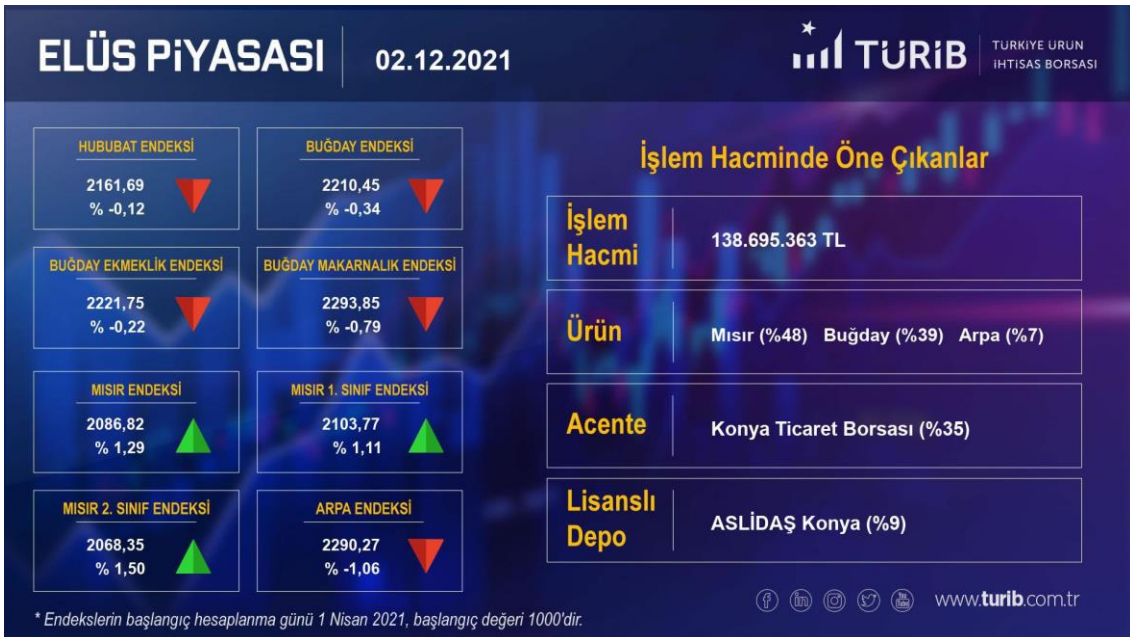 ELÜS PiYASASI
02.12.2021
TÜRİB
TÜRKİYE ÜRÜN
İHTİSAS BORSASI
HUBUBAT ENDEKSİ
2161,69
% -0,12
BUĞDAY ENDEKSİ
2210,45
% -0,34
BUĞDAY EKMEKLİK ENDEKSİ
2221,75
% -0,22
BUĞDAY MAKARNALIK ENDEKSİ
2293,85
% -0,79
MISIR ENDEKSİ
2086,82
% 1,29
MISIR 1. SINIF ENDEKSİ
2103,77
% 1,11
MISIR 2. SINIF ENDEKSİ
2068,35
% 1,50
ARPA ENDEKSİ
2290,27
% -1,06
* Endekslerin başlangıç hesaplanma günü 1 Nisan 2021, başlangıç değeri 1000'dir.
İşlem Hacminde Öne Çıkanlar
İşlem
Hacmi
138.695.363 TL
Ürün
Mısır (%48) Buğday (%39) Arpa (%7)
Acente
Konya Ticaret Borsası (%35)
Lisanslı
Depo
ASLİDAŞ Konya (%9)
www.turib.com.tr